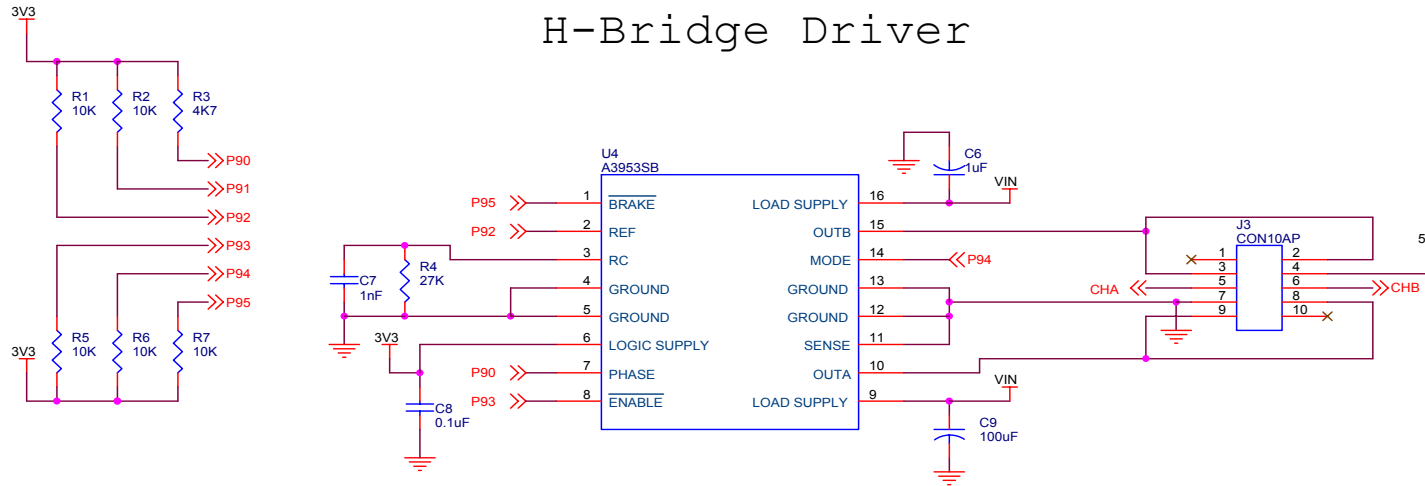 H-Bridge Driver
3V3
R1
10K
R2
10K
R3
4K7
P90
P91
P92
P93
P94
P95
R5
10K
R6
10K
R7
10K
3V3
U4
A3953SB
P95
1
BRAKE
LOAD SUPPLY
16
P92
2
REF
OUTB
15
3
RC
MODE
14
P94
4
GROUND
GROUND
13
5
GROUND
GROUND
12
6
LOGIC SUPPLY
SENSE
11
P90
7
PHASE
OUTA
10
P93
8
ENABLE
LOAD SUPPLY
9
C7
1nF
R4
27K
3V3
C8
0.1uF
C6
1uF
VIN
VIN
C9
100uF
J3
CON10AP
1
2
3
4
5
6
7
8
9
10
CHA
CHB
5